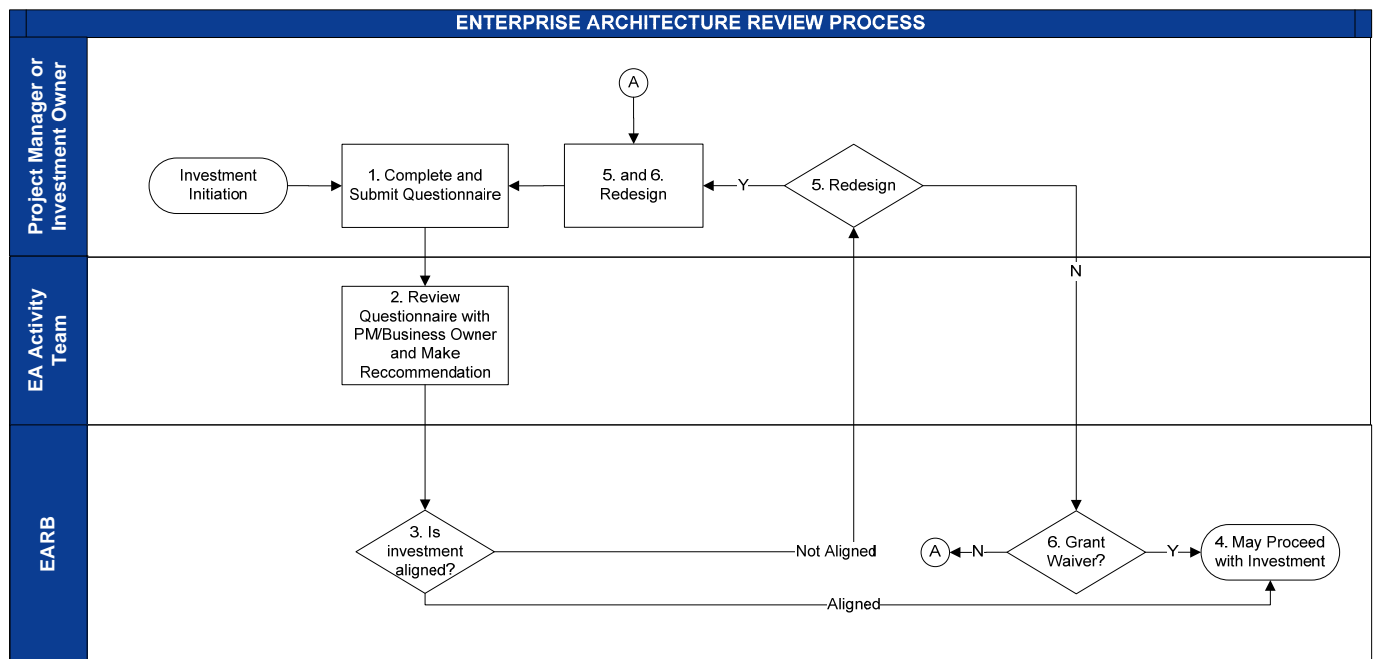 ENTERPRISE ARCHITECTURE REVIEW PROCESS
Project Manager or
Investment Owner
A
Investment
Initiation
1. Complete and
Submit Questionnaire
5. and 6.
Redesign
Y
5. Redesign
N
EA Activity
Team
2. Review
Questionnaire with
PM/Business Owner
and Make
Reccommendation
EARB
3. Is
investment
aligned?
Not Aligned
A
N
6. Grant
Waiver?
Y
4. May Proceed
with Investment
Aligned